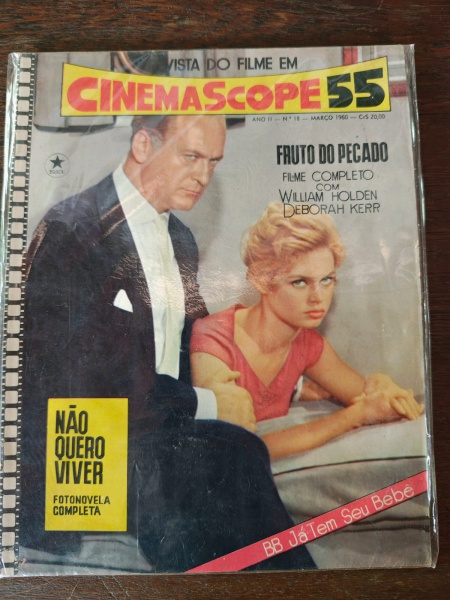 VISTA DO FILME EM
CINEMASCOPE 55
ANO II — N.º 18 — MARÇO 1960 — Cr$ 20,00
FRUTO DO PECADO
FILME COMPLETO
COM
WILLIAM HOLDEN
DEBORAH KERR
NÃO
QUERO
VIVER
FOTONOVELA
COMPLETA
BB Já Tem Seu Bebê